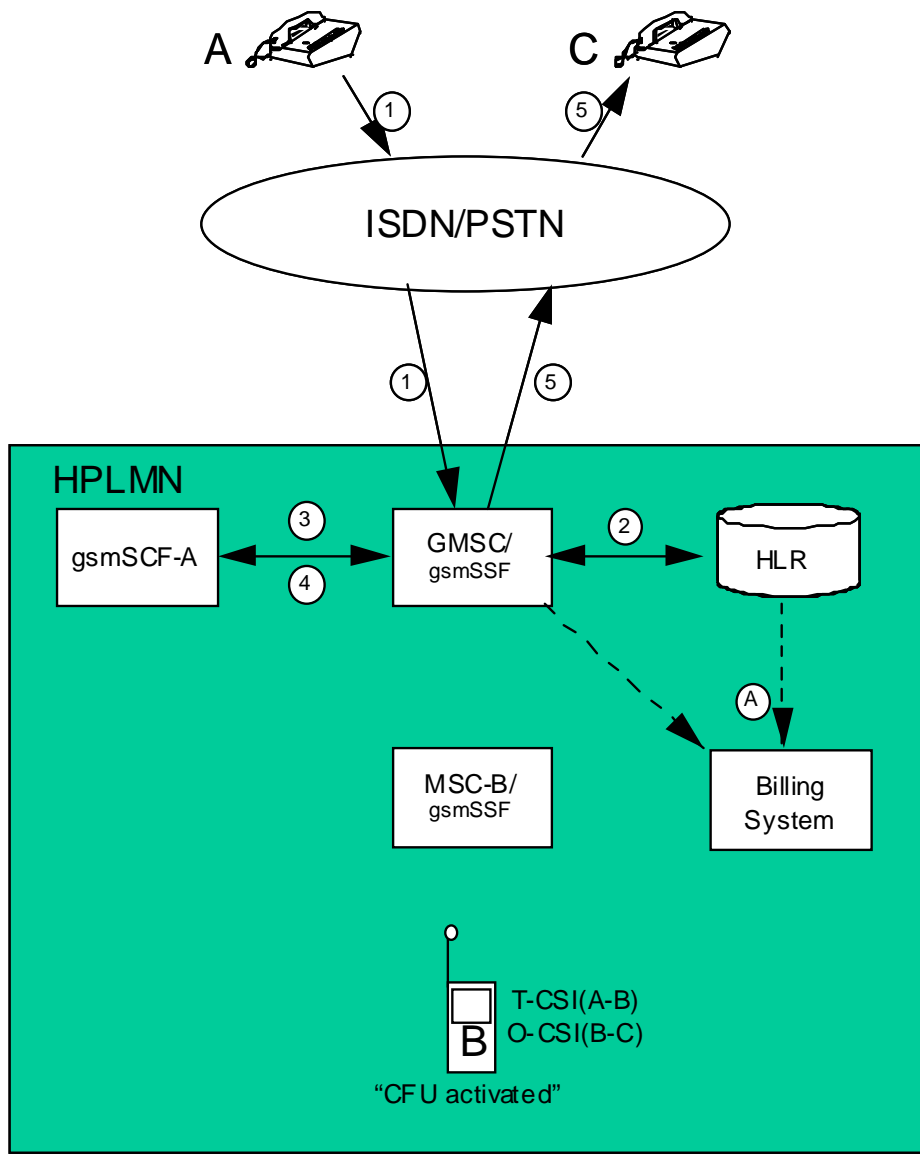 A
C
1
5
ISDN/PSTN
1
5
HPLMN
gsmSCF-A
3
4
GMSC/
gsmSSF
2
HLR
A
MSC-B/
gsmSSF
Billing
System
T-CSI(A-B)
O-CSI(B-C)
B
“CFU activated”